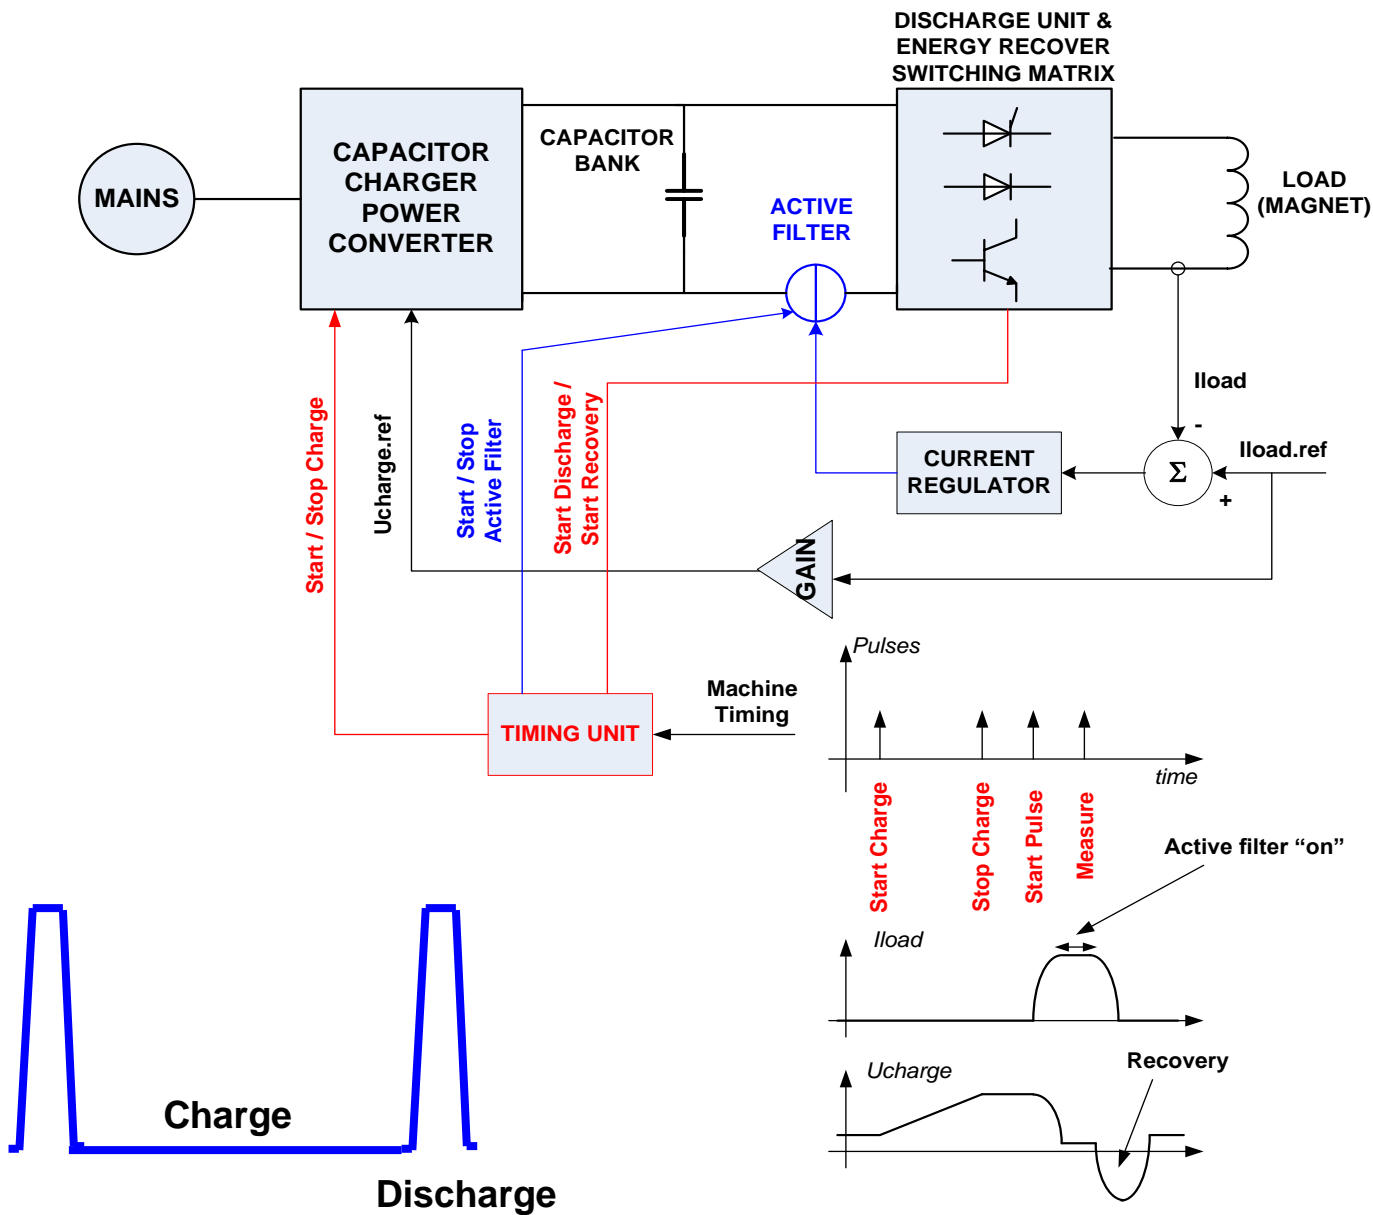 DISCHARGE UNIT &
ENERGY RECOVER
SWITCHING MATRIX
MAINS
CAPACITOR
CHARGER
POWER
CONVERTER
CAPACITOR
BANK
ACTIVE
FILTER
LOAD
(MAGNET)
Start / Stop Charge
Ucharge.ref
Start / Stop
Active Filter
Start Discharge /
Start Recovery
Iload
-
Iload.ref
+
Σ
CURRENT
REGULATOR
GAIN
Machine
Timing
TIMING UNIT
Pulses
time
Start Charge
Stop Charge
Start Pulse
Measure
Active filter “on”
Iload
Ucharge
Recovery
Charge
Discharge